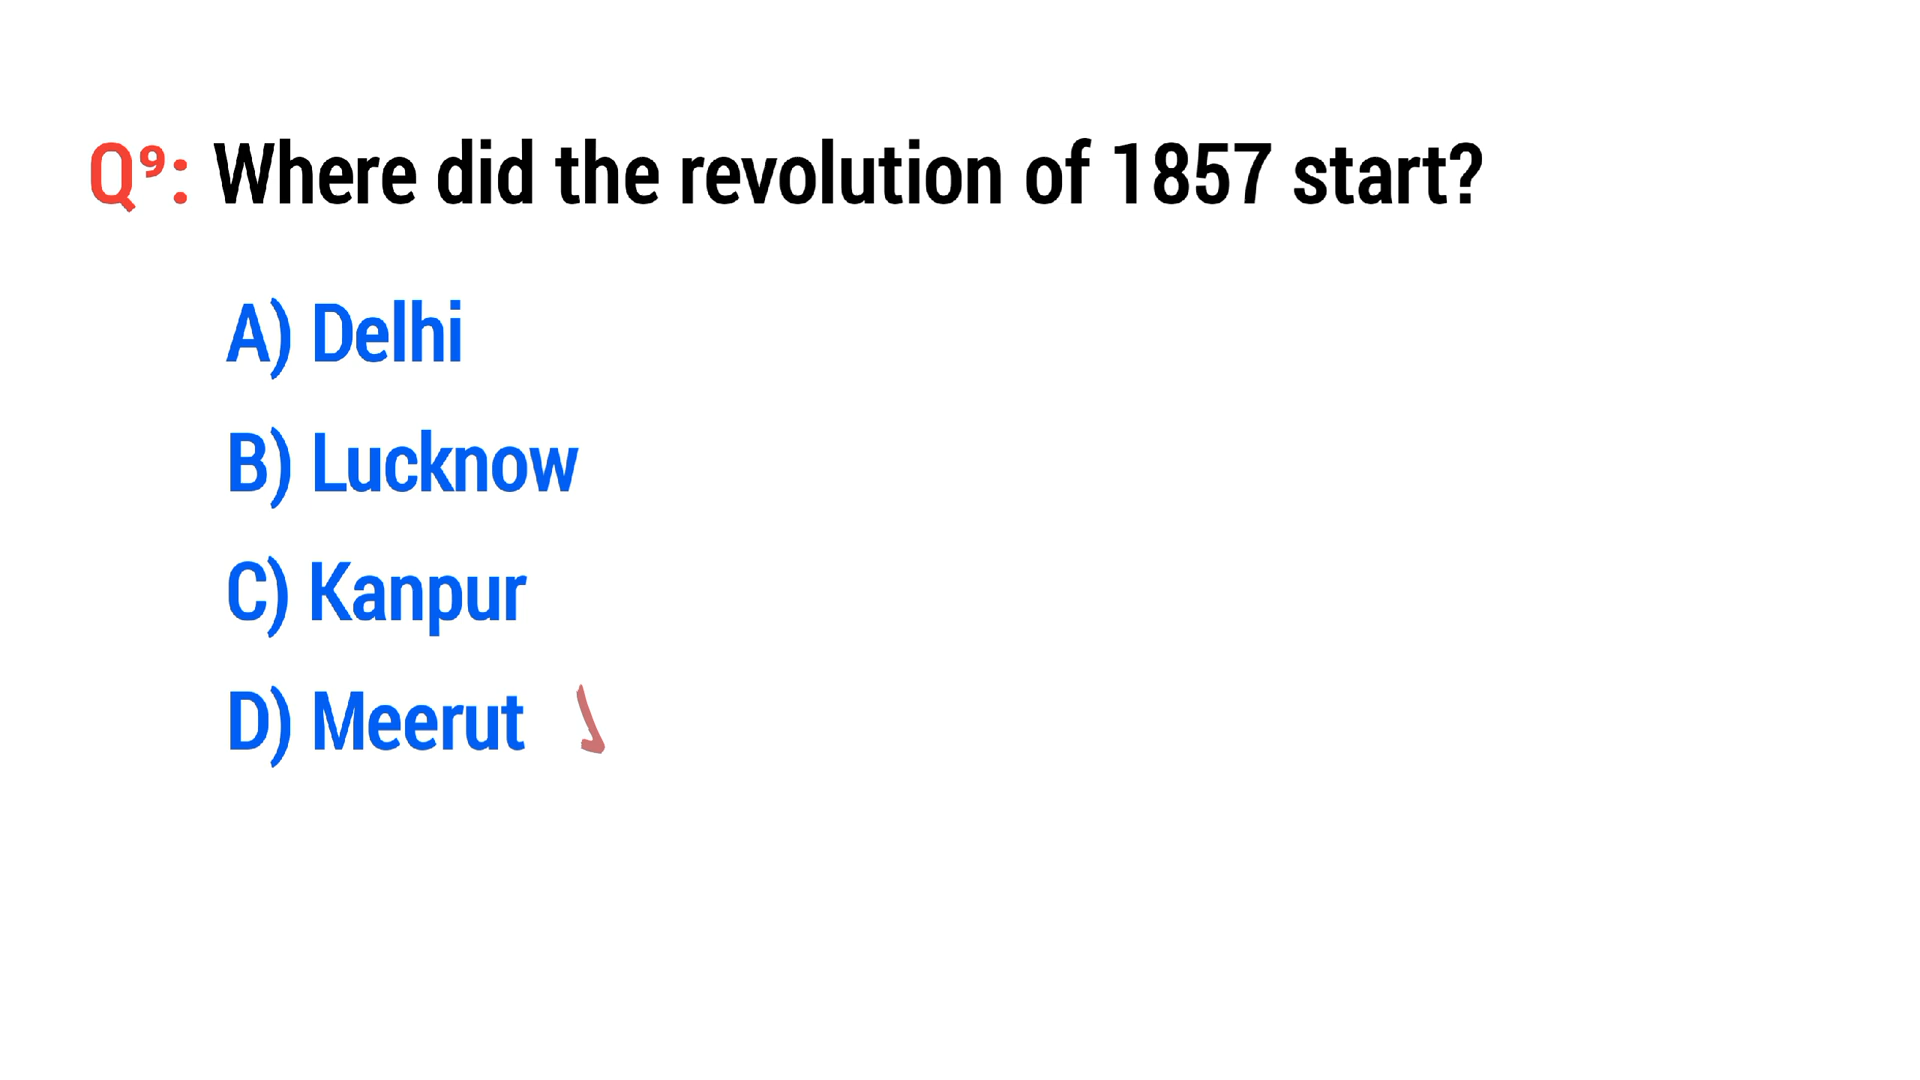 Q⁹: Where did the revolution of 1857 start?
A) Delhi
B) Lucknow
C) Kanpur
D) Meerut